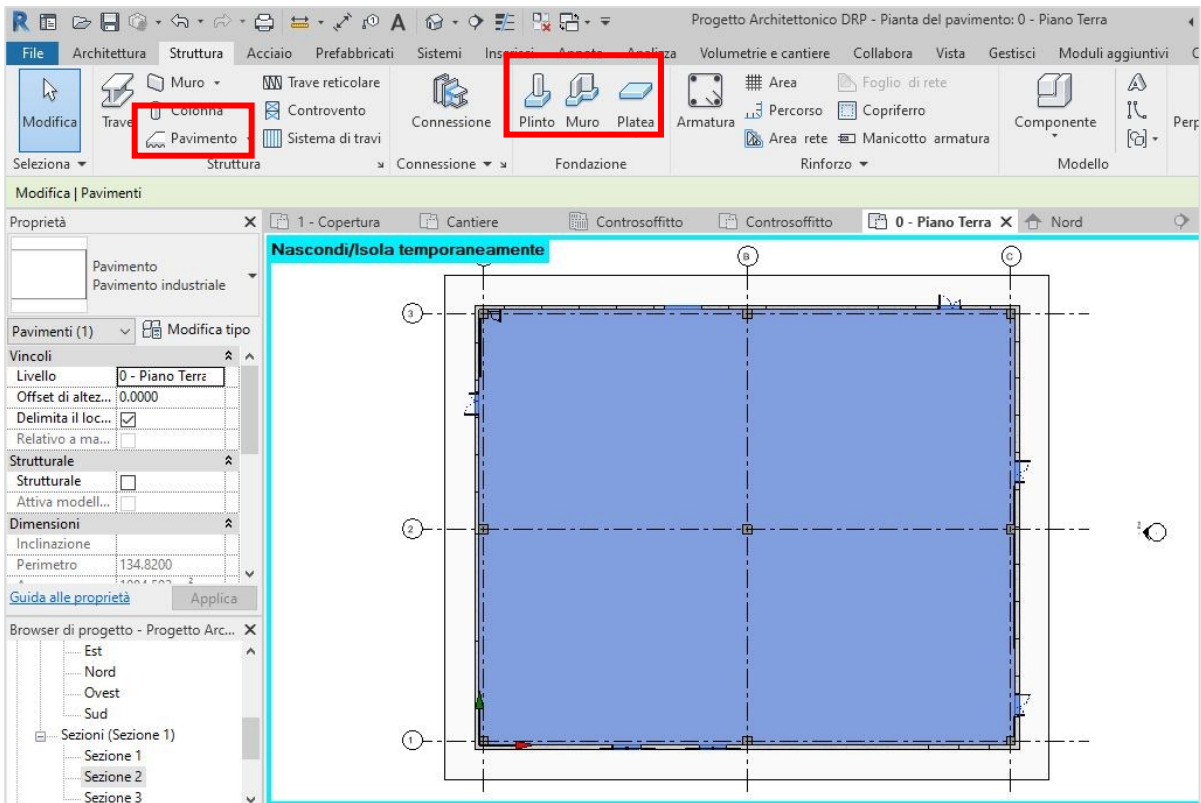 Progetto Architettonico DRP - Pianta del pavimento: 0 - Piano Terra
File Architettura Struttura Acciaio Prefabbricati Sistemi Volumetrie e cantiere Collabora Vista Gestisci Moduli aggiuntivi
Modifica
Trave
Muro
Colonna
Pavimento
Trave reticolare
Controvento
Sistema di travi
Connessione
Plinto Muro Platea
Armatura
Area
Percorso
Area rete
Foglio di rete
Copriferro
Manicotto armatura
Componente
Seleziona Struttura Connessione Fondazione Rinforzo Modello
Modifica | Pavimenti
Proprietà
1 - Copertura Cantiere Controsoffitto Controsoffitto 0 - Piano Terra Nord
Pavimento
Pavimento industriale
Pavimenti (1) Modifica tipo
Vincoli
Livello 0 - Piano Terra
Offset di altez... 0.0000
Delimita il loc...
Relativo a ma...
Strutturale
Strutturale
Attiva modell...
Dimensioni
Inclinazione
Perimetro 134.8200
Guida alle proprietà Applica
Browser di progetto - Progetto Arc...
Est
Nord
Ovest
Sud
Sezioni (Sezione 1)
Sezione 1
Sezione 2
Sezione 3
Nascondi/Isola temporaneamente
B C
3
2
1